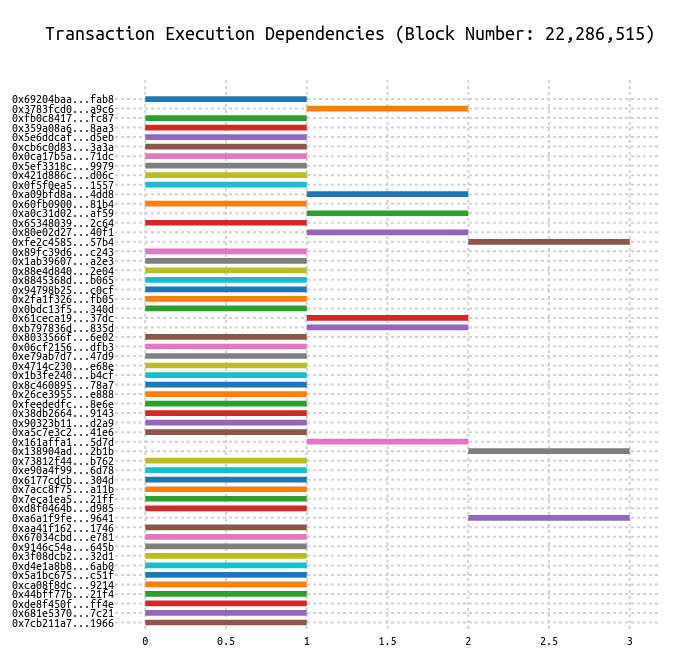 Transaction Execution Dependencies (Block Number: 22,286,515)
0x69204baa...fab8
0x3783fcd0...a9c6
0xfb0c8417...fc87
0x359a08a6...8aa3
0x5e6ddcaf...d5eb
0xcb6c0d83...3a3a
0x0ca17b5a...71dc
0x5ef3318c...9979
0x421d886c...d06c
0x0f5f0ea5...1557
0xa09bfd8a...4dd8
0x60fb0900...81b4
0xa0c31d02...af59
0x65348039...2c64
0x80e02d27...40f1
0xfe2c4585...57b4
0x89fc39d6...c243
0x1ab39607...a2e3
0x88e4d840...2e04
0x8845368d...b065
0x94798b25...c0cf
0x2fa1f326...fb05
0x0bdc13f5...340d
0x61ceca19...37dc
0xb797836d...835d
0x8033566f...6e02
0x06cf2156...dfb3
0xe79ab7d7...47d9
0x4714c230...e68e
0x1b3fe240...b4cf
0x8c460895...78a7
0x26ce3955...e888
0xfeededfc...8e6e
0x38db2664...9143
0x90323b11...d2a9
0xa5c7e3c2...41e6
0x161affa1...5d7d
0x138904ad...2b1b
0x73812f44...b762
0xe90a4f99...6d78
0x6177cdcb...304d
0x7acc8f75...a11b
0x7eca1ea5...21ff
0xd8f0464b...d985
0xa6a1f9fe...9641
0xaa41f162...1746
0x67034cbd...e781
0x9146c54a...645b
0x3f08dcb2...32d1
0xd4e1a8b8...6ab0
0x5a1bc675...c51f
0xca08f8dc...9214
0x44bff77b...21f4
0xde8f450f...ff4e
0x681e5370...7c21
0x7cb211a7...1966
0 0.5 1 1.5 2 2.5 3